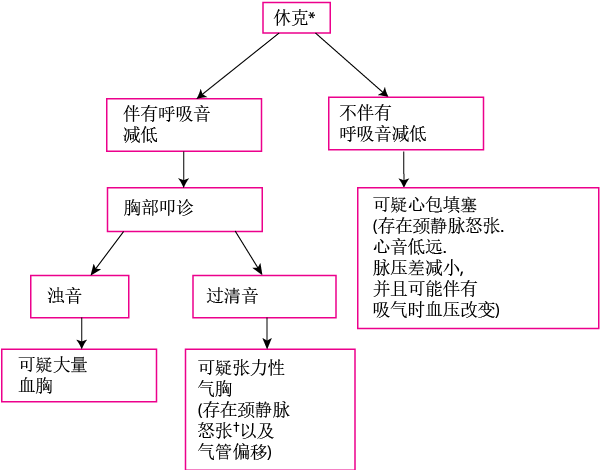 休克*
伴有呼吸音
减低
不伴有
呼吸音减低
胸部叩诊
可疑心包填塞
(存在颈静脉怒张.
心音低远.
脉压差减小,
并且可能伴有
吸气时血压改变)
浊音
过清音
可疑大量
血胸
可疑张力性
气胸
(存在颈静脉
怒张†以及
气管偏移)